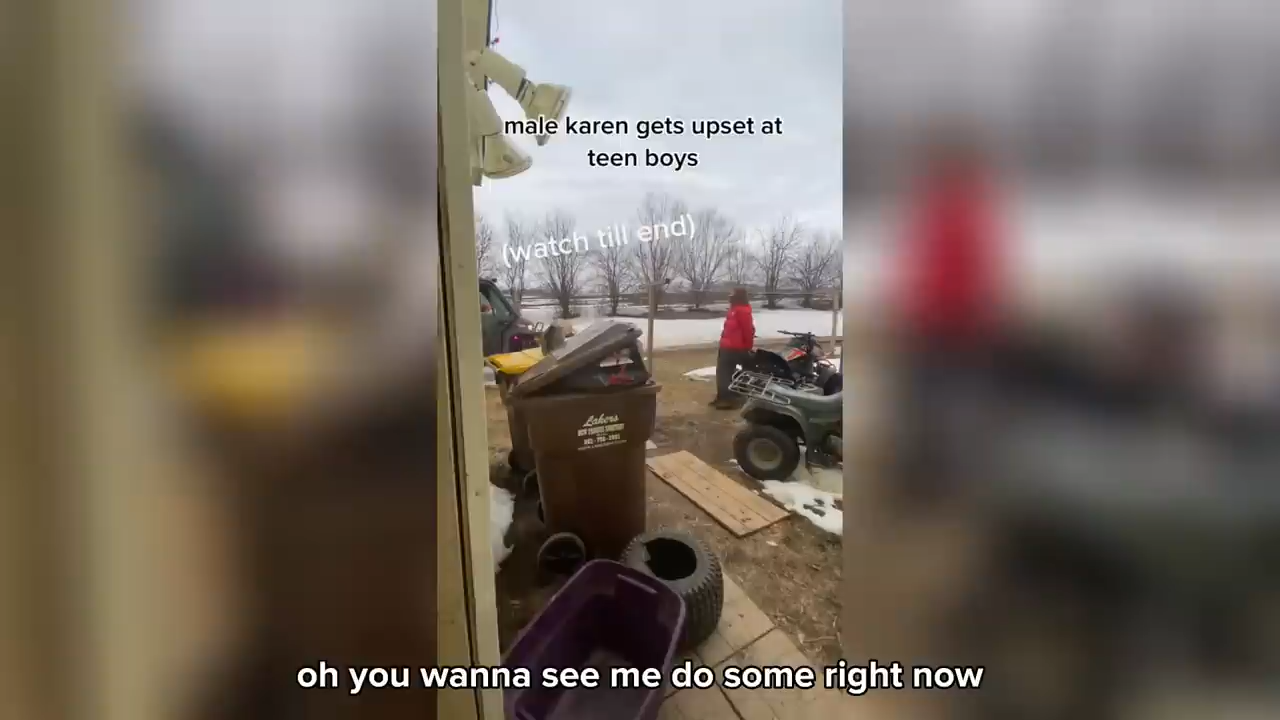 male karen gets upset at
teen boys
(watch till end)
Lakers
oh you wanna see me do some right now